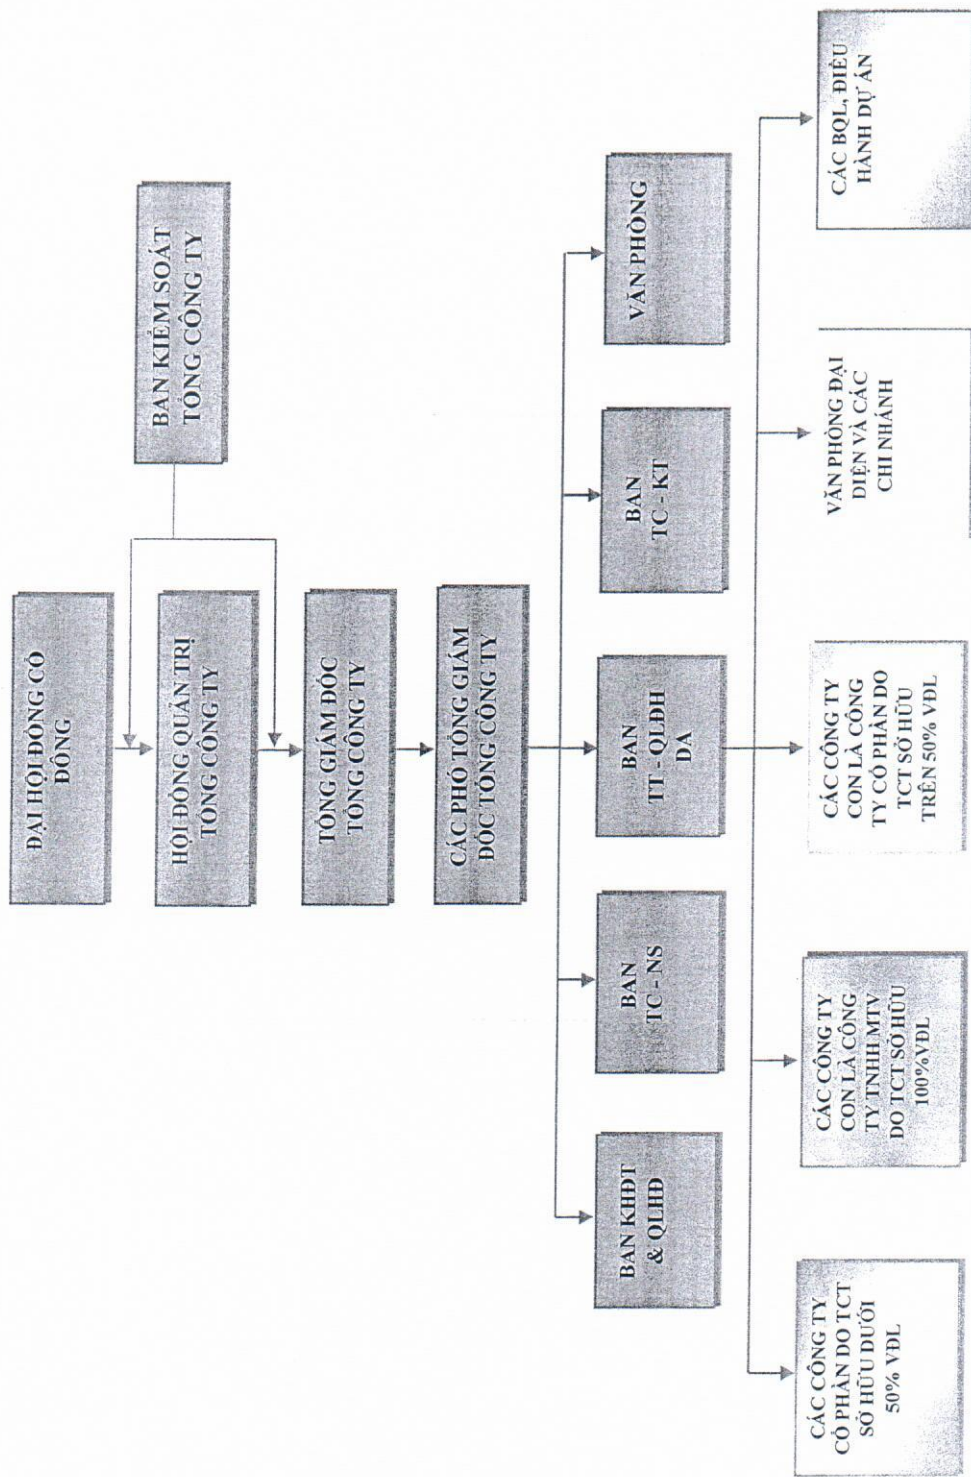 ĐẠI HỘI ĐỒNG CỔ
ĐÔNG
BAN KIỂM SOÁT
TỔNG CÔNG TY
HỘI ĐỒNG QUẢN TRỊ
TỔNG CÔNG TY
TỔNG GIÁM ĐỐC
TỔNG CÔNG TY
CÁC PHÓ TỔNG GIÁM
ĐỐC TỔNG CÔNG TY
BAN KHĐT
& QLHĐ
BAN
TC - NS
BAN
TT - QLĐH
DA
BAN
TC - KT
VĂN PHÒNG
CÁC CÔNG TY
CỔ PHẦN DO TCT
SỞ HỮU DƯỚI
50% VĐL
CÁC CÔNG TY
CON LÀ CÔNG
TY TNHH MTV
DO TCT SỞ HỮU
100%VĐL
CÁC CÔNG TY
CON LÀ CÔNG
TY CỔ PHẦN DO
TCT SỞ HỮU
TRÊN 50% VĐL
VĂN PHÒNG ĐẠI
DIỆN VÀ CÁC
CHI NHÁNH
CÁC BQL, ĐIỀU
HÀNH DỰ ÁN